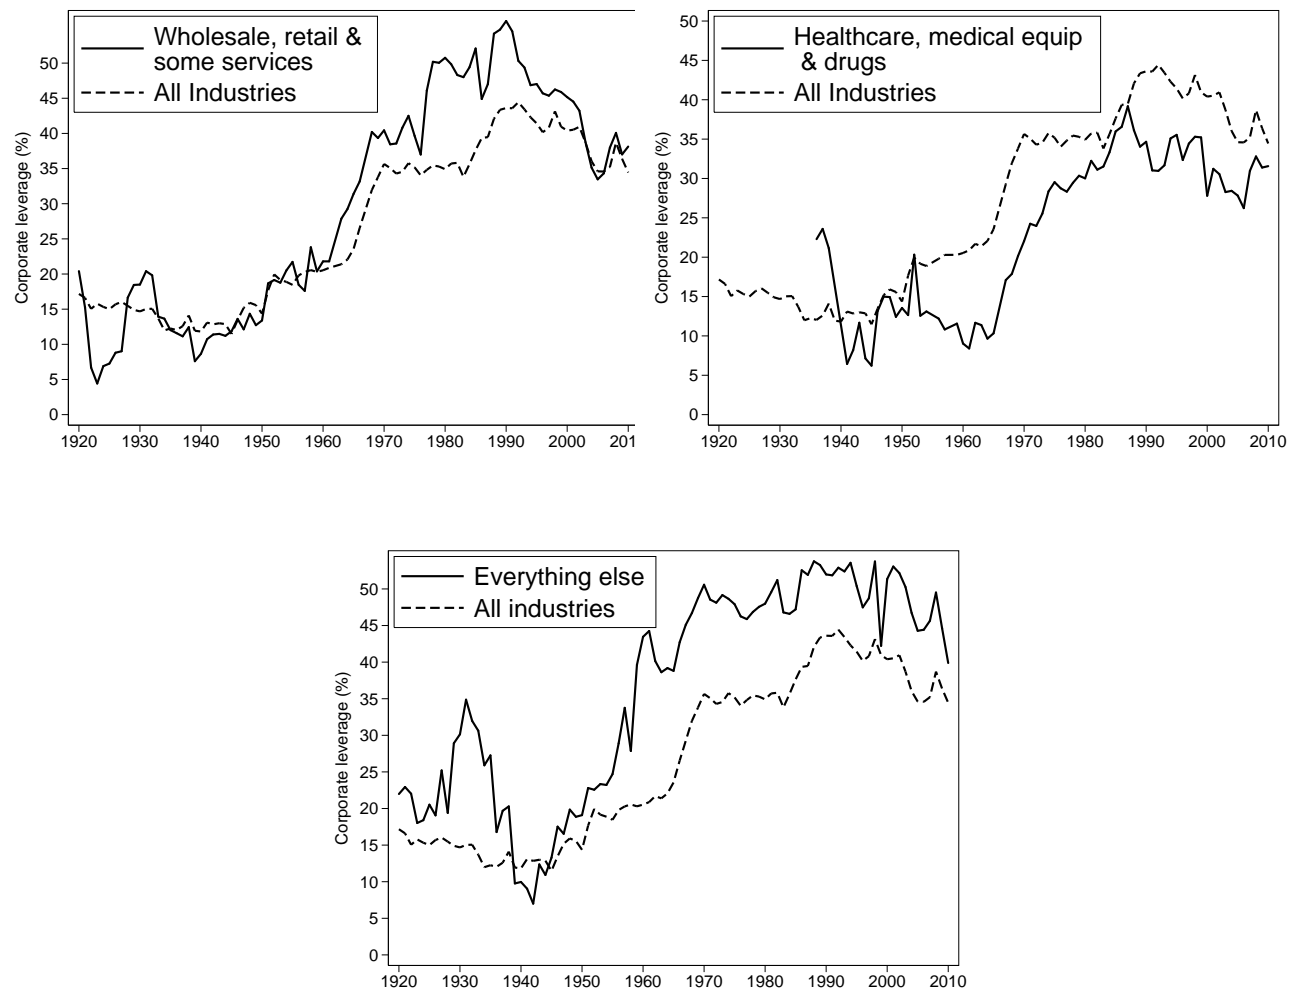 Wholesale, retail &
some services
All Industries
Corporate leverage (%)
50
45
40
35
30
25
20
15
10
5
0
1920 1930 1940 1950 1960 1970 1980 1990 2000 201
Healthcare, medical equip
& drugs
All Industries
Corporate leverage (%)
50
45
40
35
30
25
20
15
10
5
0
1920 1930 1940 1950 1960 1970 1980 1990 2000 2010
Everything else
All industries
Corporate leverage (%)
50
45
40
35
30
25
20
15
10
5
0
1920 1930 1940 1950 1960 1970 1980 1990 2000 2010